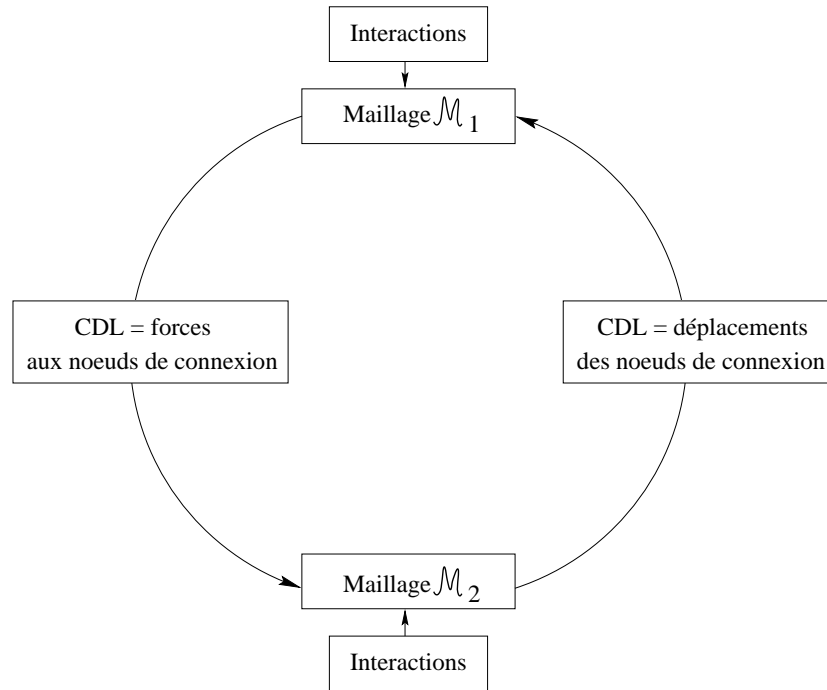 Interactions
Maillage ℳ 1
CDL = forces
aux noeuds de connexion
CDL = déplacements
des noeuds de connexion
Maillage ℳ 2
Interactions